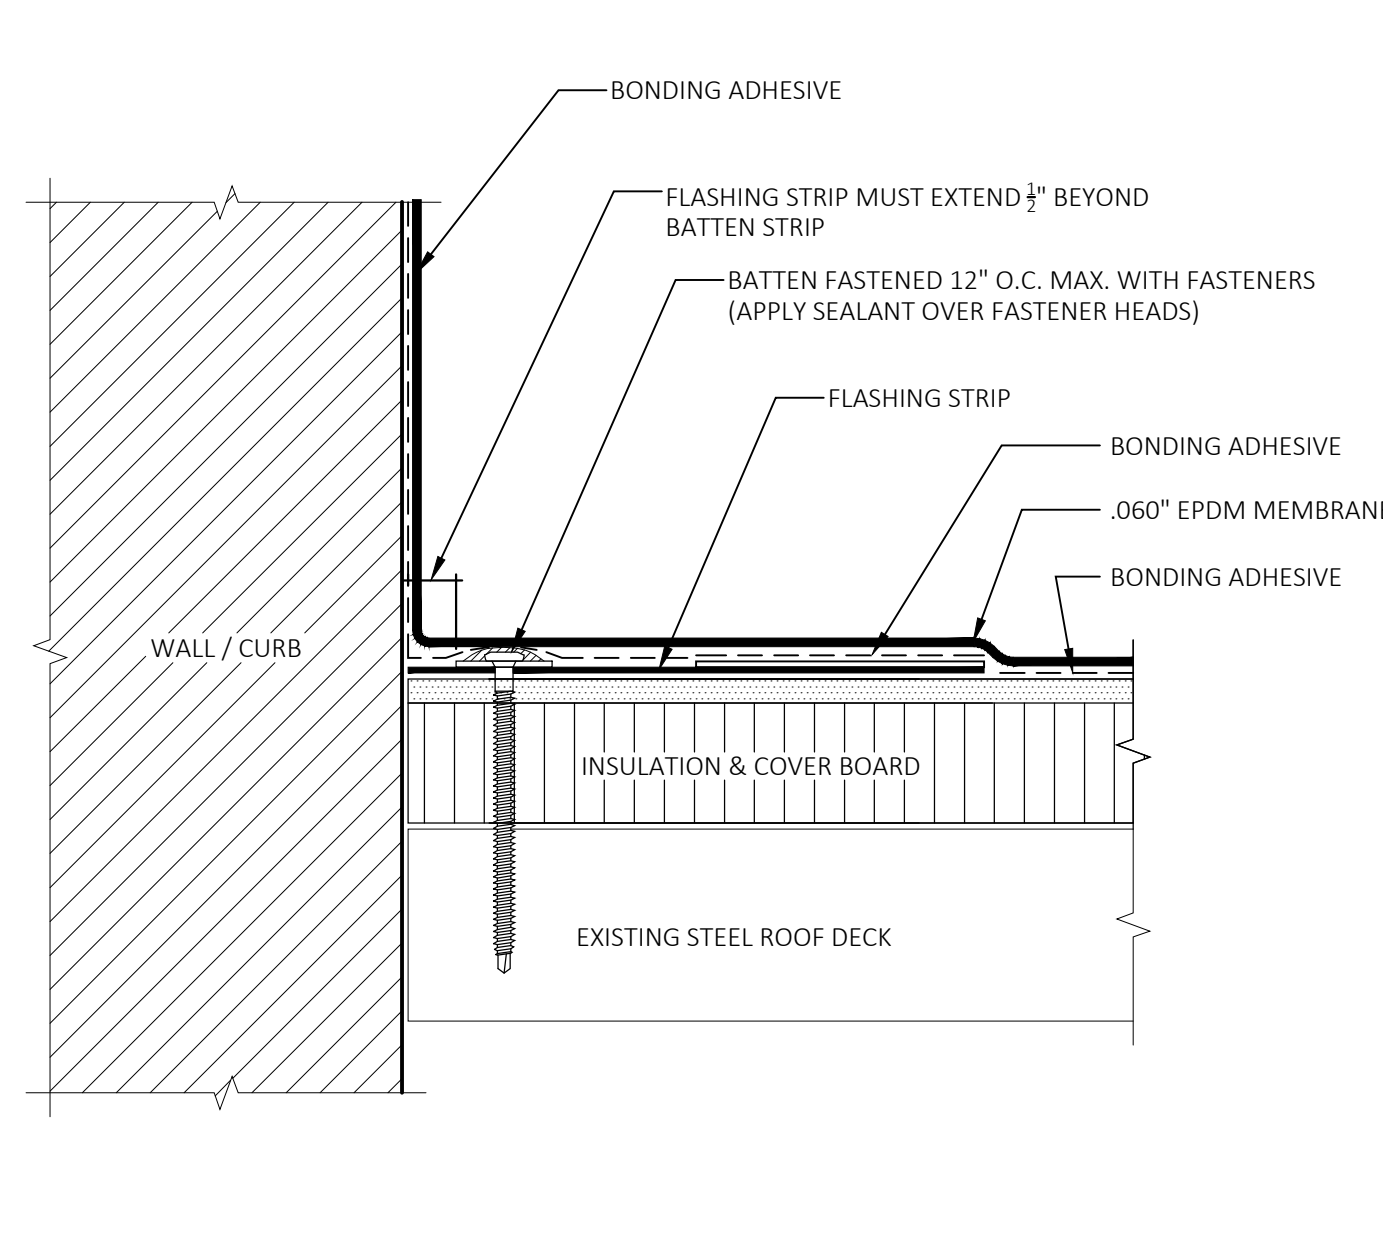 BONDING ADHESIVE
FLASHING STRIP MUST EXTEND 1/2" BEYOND
BATTEN STRIP
BATTEN FASTENED 12" O.C. MAX. WITH FASTENERS
(APPLY SEALANT OVER FASTENER HEADS)
FLASHING STRIP
BONDING ADHESIVE
.060" EPDM
BONDING ADHESIVE
WALL / CURB
INSULATION & COVER BOARD
EXISTING STEEL ROOF DECK